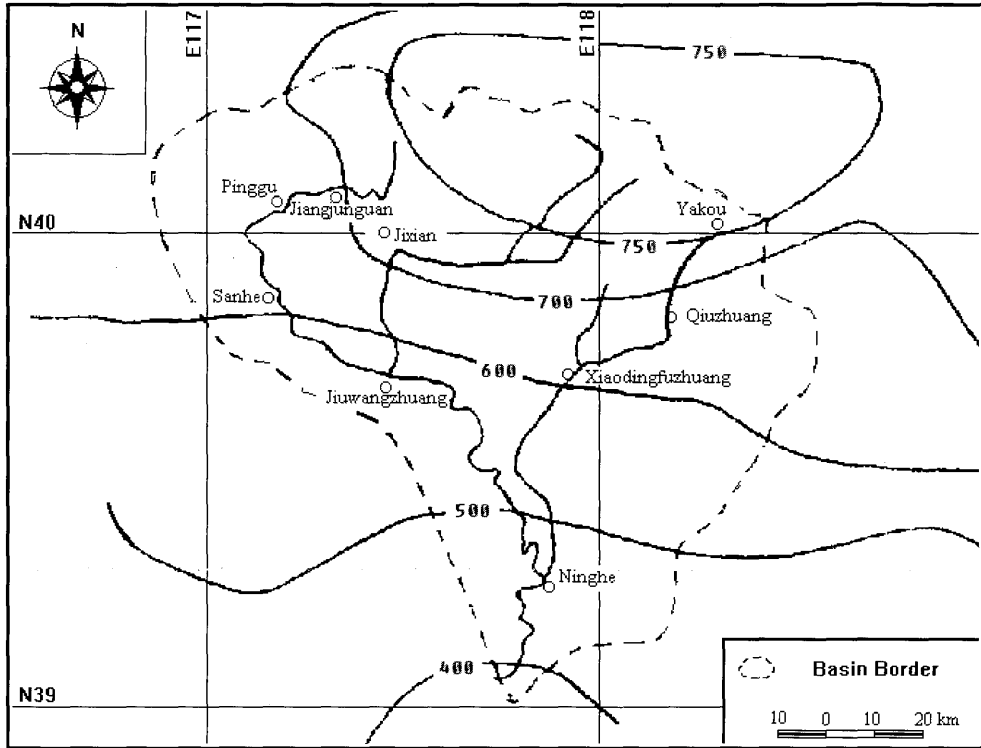 N
E117
E118
750
Pinggu
Jiangjunguan
Yakou
N40
Jixian
750
Sanhe
700
Qiuzhuang
600
Xiaodingfuzhuang
Jiuwangzhuang
500
Ninghe
400
Basin Border
N39
10 0 10 20 km